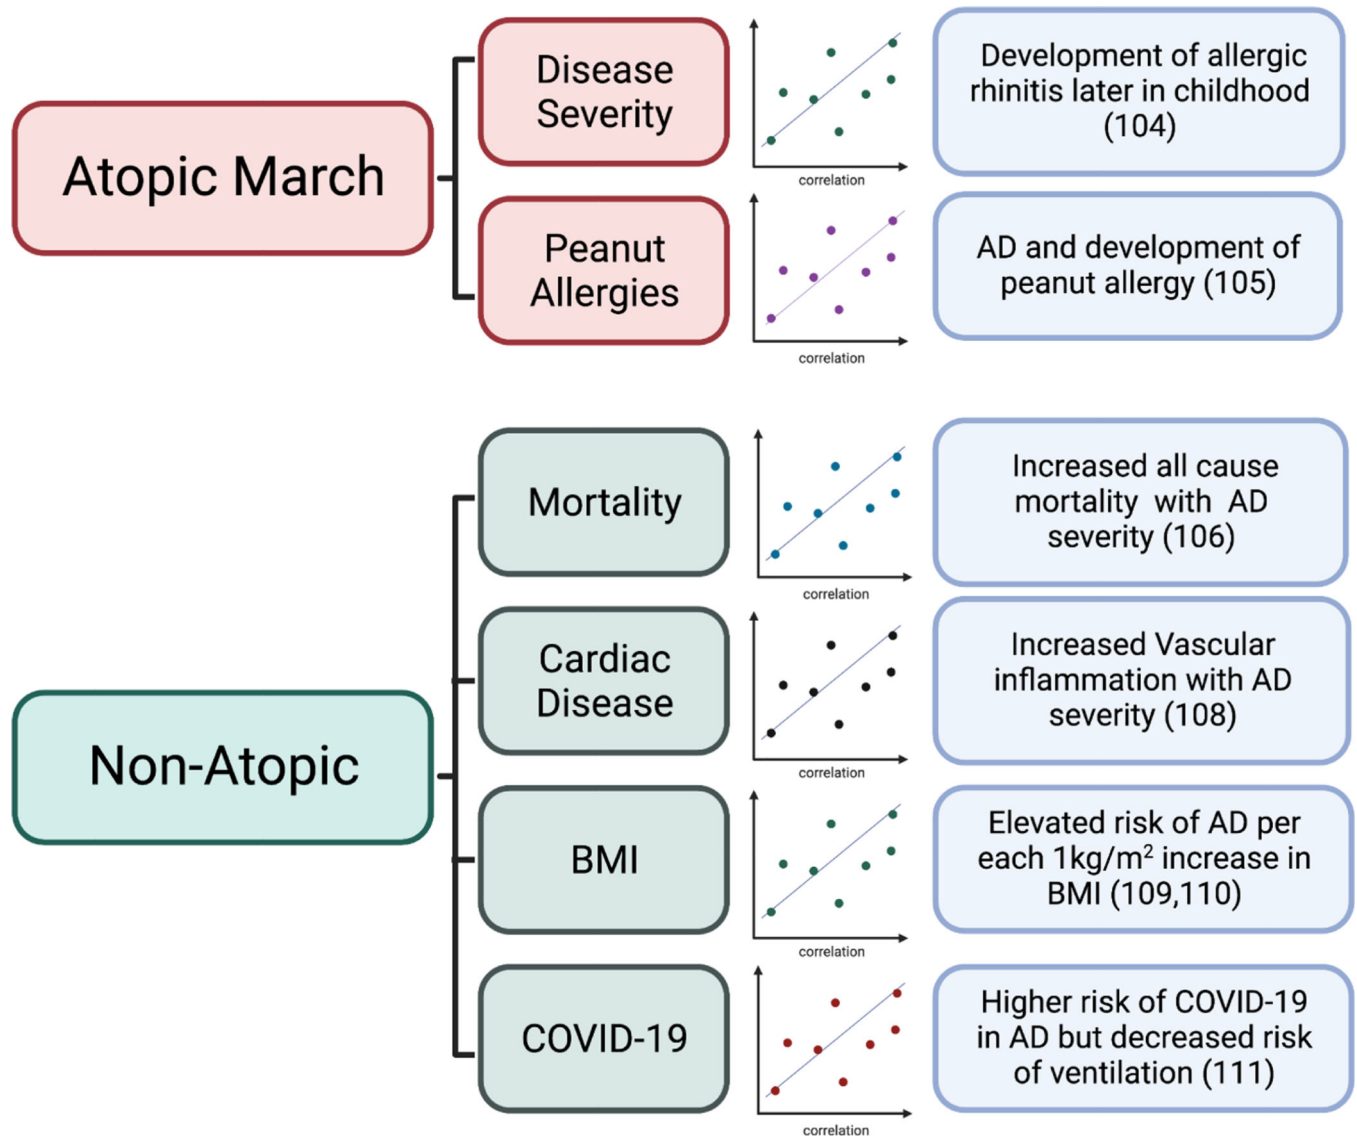 Atopic March
Disease
Severity
correlation
Development of allergic
rhinitis later in childhood
(104)
Peanut
Allergies
correlation
AD and development of
peanut allergy (105)
Non-Atopic
Mortality
correlation
Increased all cause
mortality with AD
severity (106)
Cardiac
Disease
correlation
Increased Vascular
inflammation with AD
severity (108)
BMI
correlation
Elevated risk of AD per
each 1kg/m² increase in
BMI (109,110)
COVID-19
correlation
Higher risk of COVID-19
in AD but decreased risk
of ventilation (111)